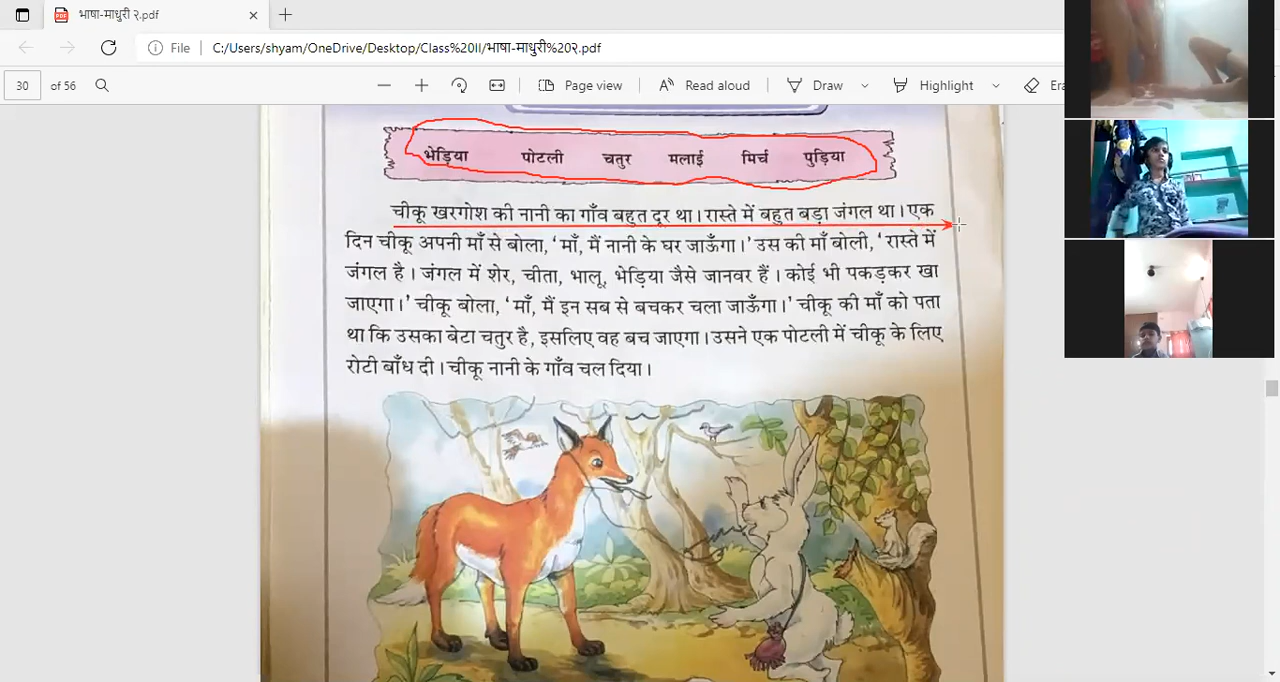 भाषा-माधुरी २.pdf
File C:/Users/shyam/OneDrive/Desktop/Class%20II/भाषा-माधुरी%20२.pdf
30 of 56 Page view Read aloud Draw Highlight Era
भेड़िया पोटली चतुर मलाई मिर्च पुड़िया
चीकू खरगोश की नानी का गाँव बहुत दूर था। रास्ते में बहुत बड़ा जंगल था। एक
दिन चीकू अपनी माँ से बोला, 'माँ, मैं नानी के घर जाऊँगा।' उस की माँ बोली, 'रास्ते में
जंगल है। जंगल में शेर, चीता, भालू, भेड़िया जैसे जानवर हैं। कोई भी पकड़कर खा
जाएगा।' चीकू बोला, 'माँ, मैं इन सब से बचकर चला जाऊँगा।' चीकू की माँ को पता
था कि उसका बेटा चतुर है, इसलिए वह बच जाएगा। उसने एक पोटली में चीकू के लिए
रोटी बाँध दी। चीकू नानी के गाँव चल दिया।